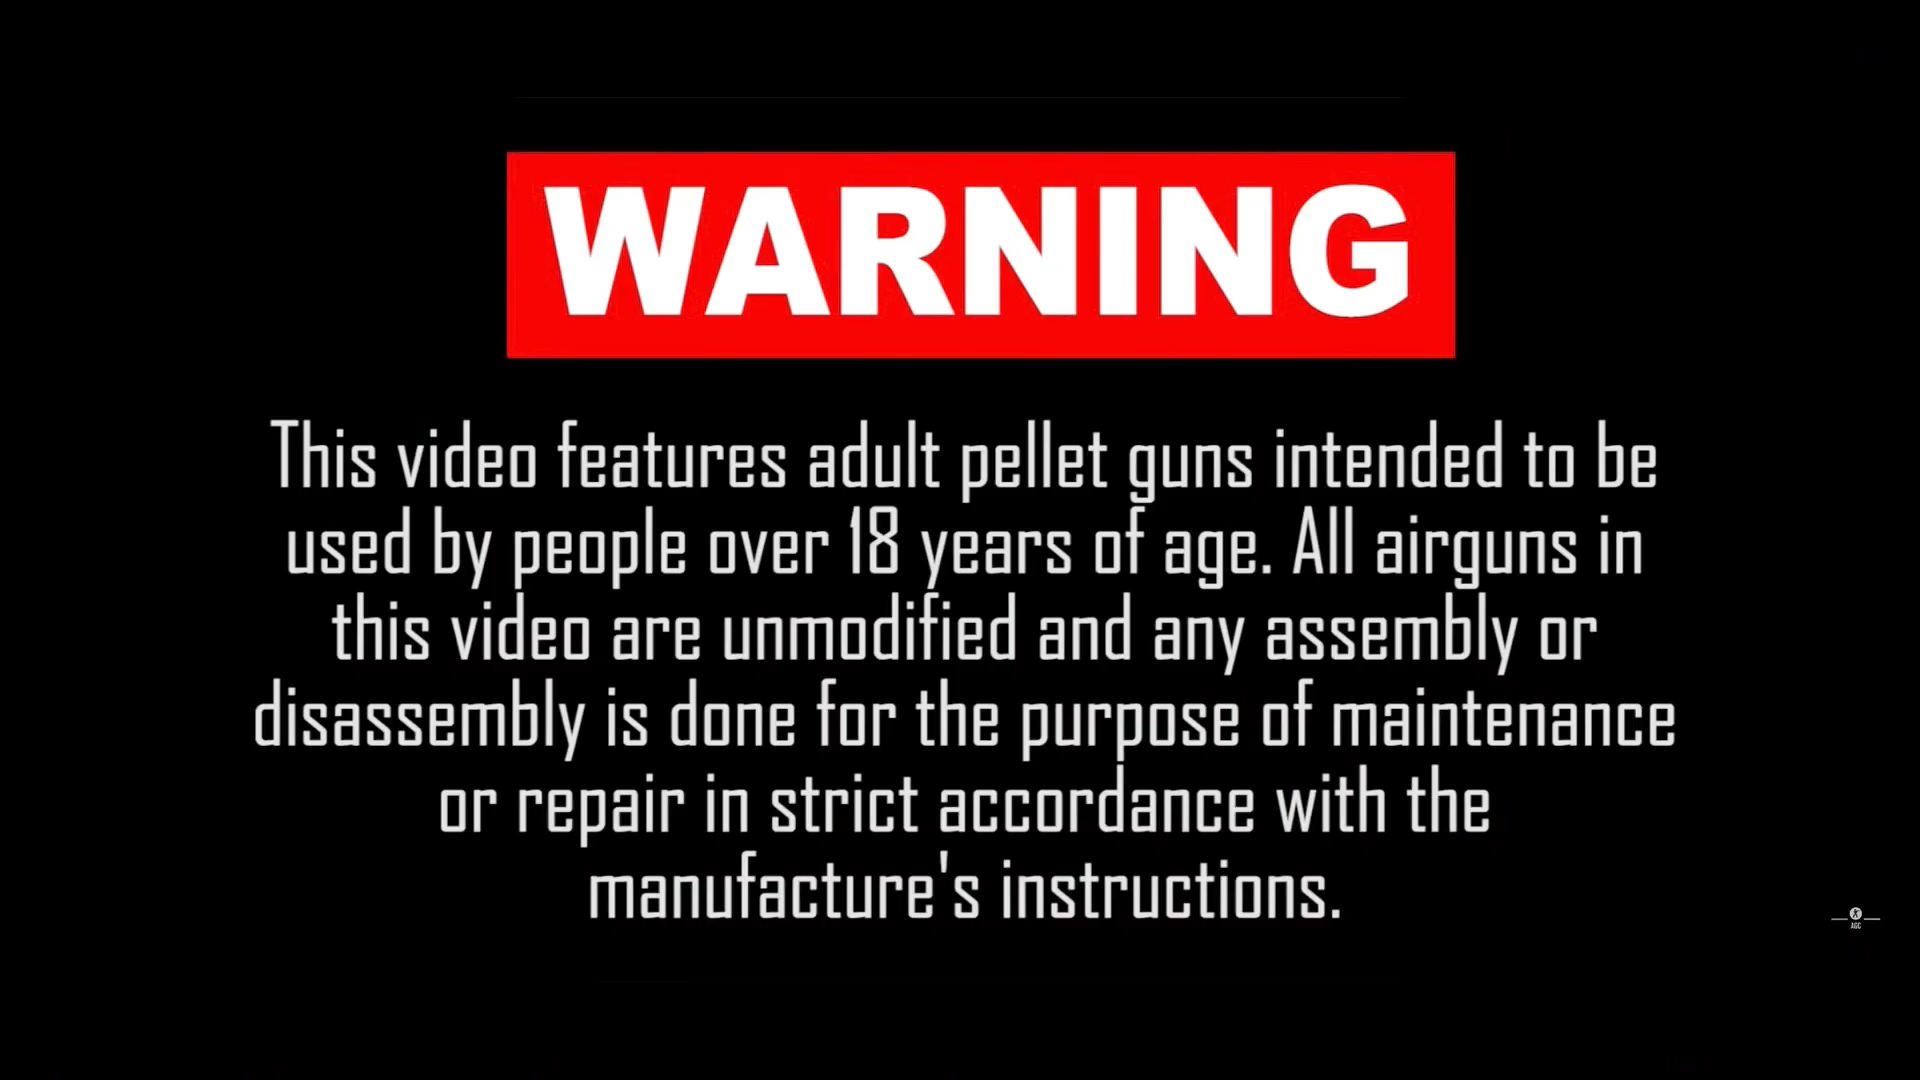 WARNING
This video features adult pellet guns intended to be
used by people over 18 years of age. All airguns in
this video are unmodified and any assembly or
disassembly is done for the purpose of maintenance
or repair in strict accordance with the
manufacture's instructions.
AGC